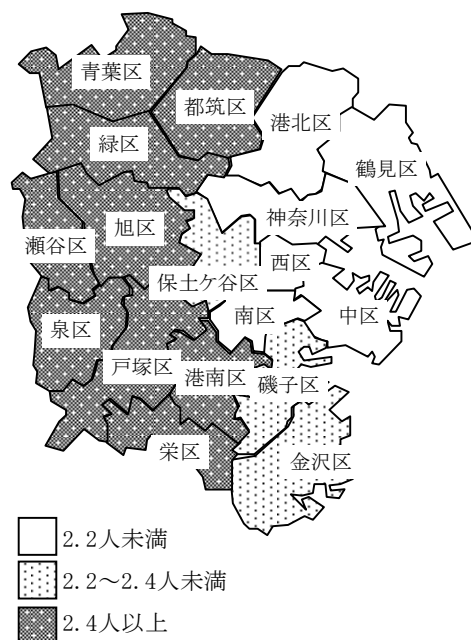 青葉区
都筑区
港北区
緑区
鶴見区
神奈川区
旭区
瀬谷区
西区
保土ケ谷区
南区
中区
泉区
戸塚区
港南区
磯子区
栄区
金沢区
2.2人未満
2.2～2.4人未満
2.4人以上